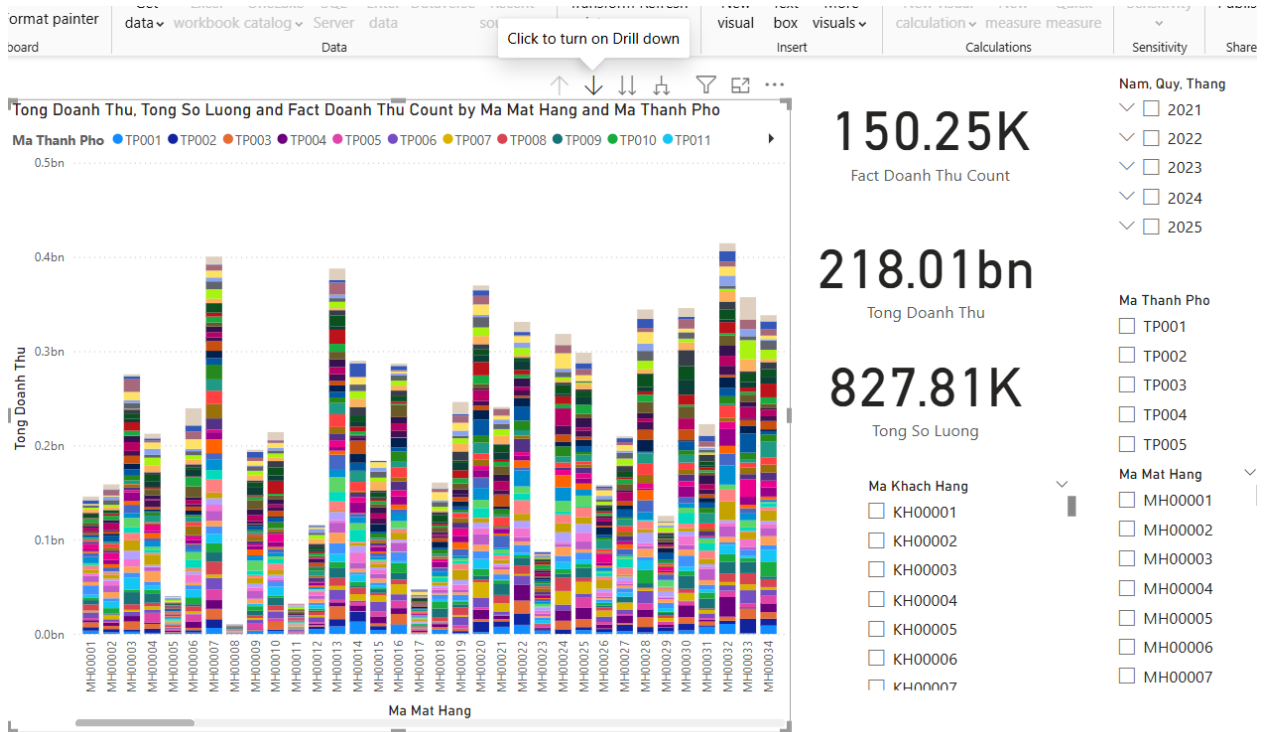 ormat painter
data
workbook catalog
Server
data
visual
box
visuals
calculation
measure measure
oard
Data
Insert
Calculations
Sensitivity
Share
Click to turn on Drill down
Tong Doanh Thu, Tong So Luong and Fact Doanh Thu Count by Ma Mat Hang and Ma Thanh Pho
Ma Thanh Pho TP001 TP002 TP003 TP004 TP005 TP006 TP007 TP008 TP009 TP010 TP011
0.5bn
0.4bn
0.3bn
0.2bn
0.1bn
0.0bn
Tong Doanh Thu
MH00001
MH00002
MH00003
MH00004
MH00005
MH00006
MH00007
MH00008
MH00009
MH00010
MH00011
MH00012
MH00013
MH00014
MH00015
MH00016
MH00017
MH00018
MH00019
MH00020
MH00021
MH00022
MH00023
MH00024
MH00025
MH00026
MH00027
MH00028
MH00029
MH00030
MH00031
MH00032
MH00033
MH00034
Ma Mat Hang
150.25K
Fact Doanh Thu Count
218.01bn
Tong Doanh Thu
827.81K
Tong So Luong
Ma Khach Hang
KH00001
KH00002
KH00003
KH00004
KH00005
KH00006
KH00007
Nam, Quy, Thang
2021
2022
2023
2024
2025
Ma Thanh Pho
TP001
TP002
TP003
TP004
TP005
Ma Mat Hang
MH00001
MH00002
MH00003
MH00004
MH00005
MH00006
MH00007